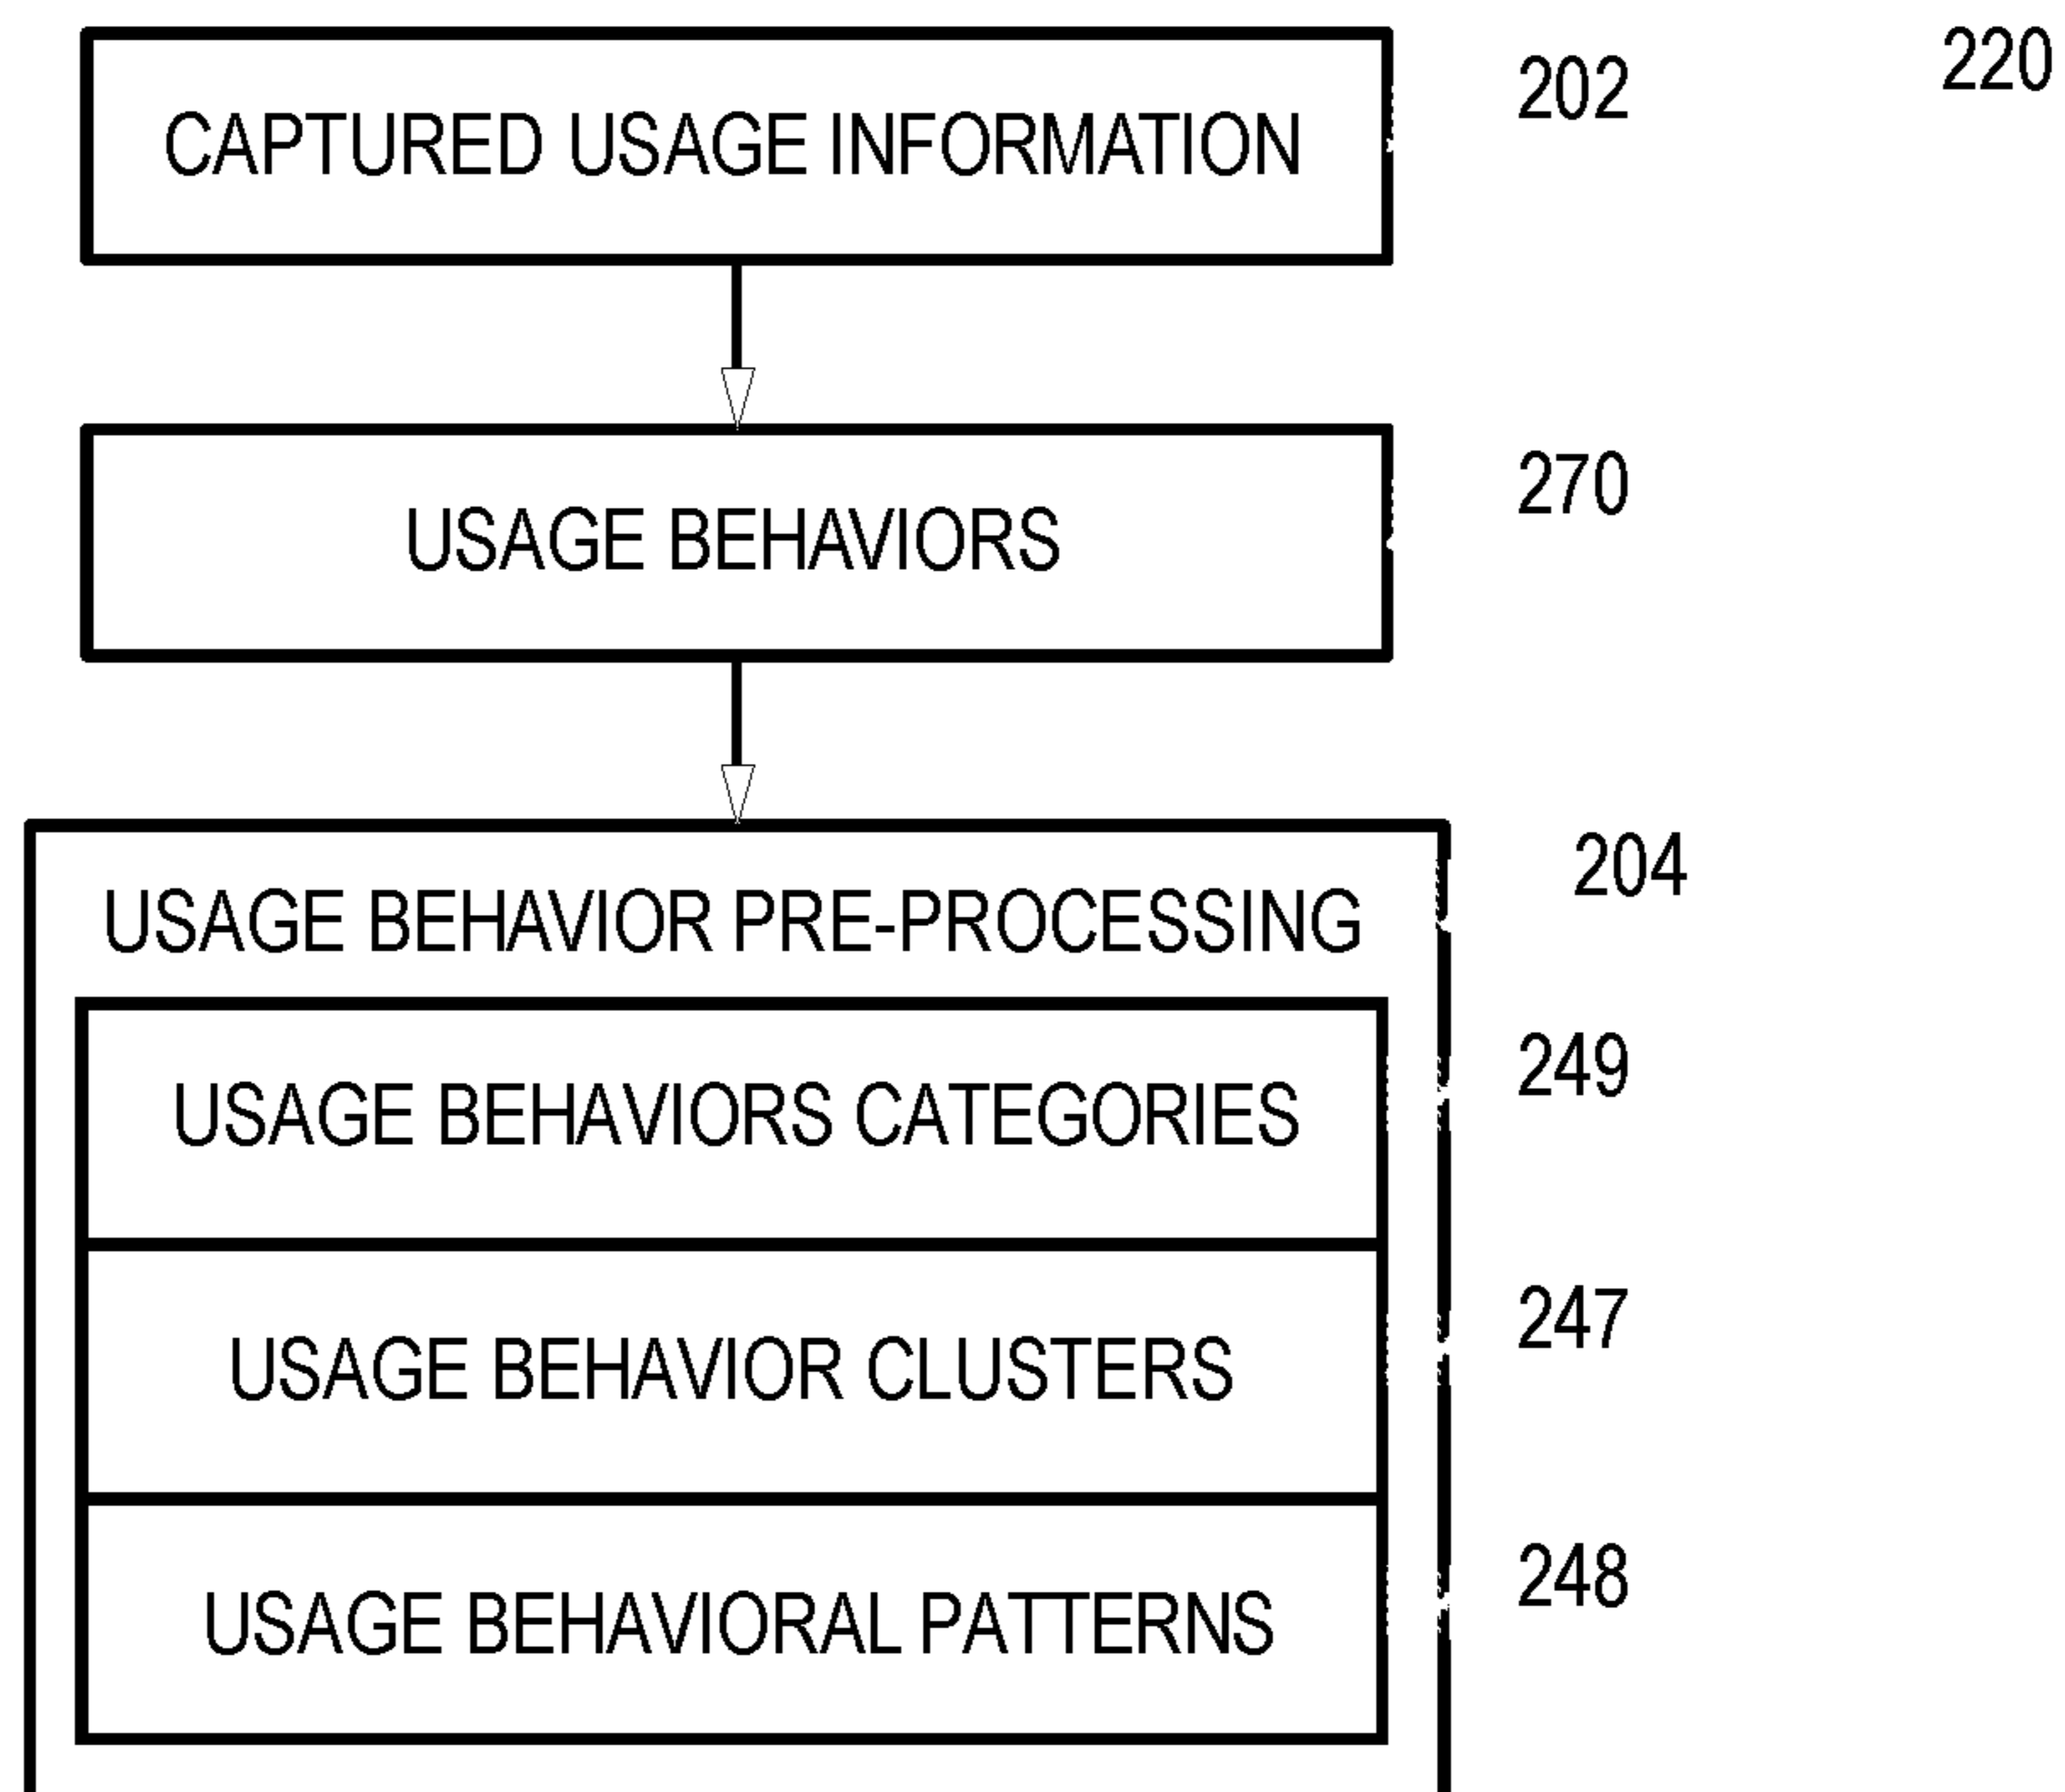 CAPTURED USAGE INFORMATION
202
220
USAGE BEHAVIORS
270
USAGE BEHAVIOR PRE-PROCESSING
204
USAGE BEHAVIORS CATEGORIES
249
USAGE BEHAVIOR CLUSTERS
247
USAGE BEHAVIORAL PATTERNS
248